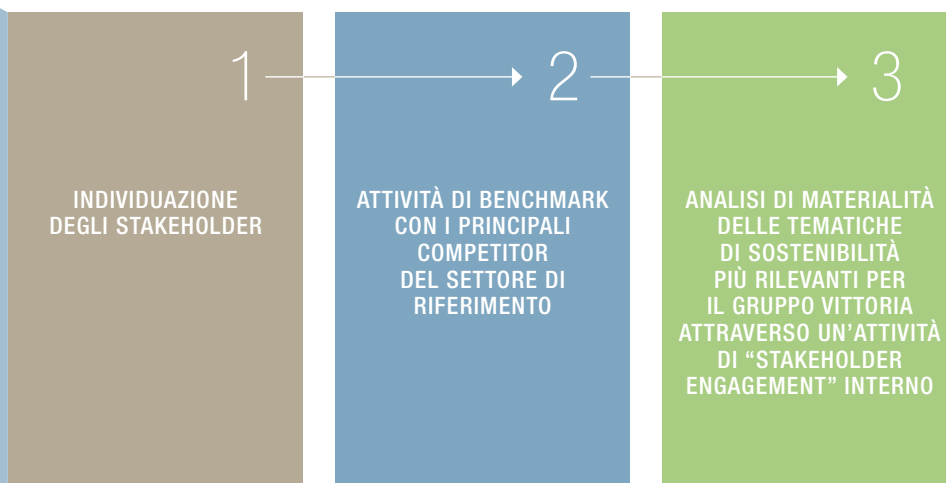 1
INDIVIDUAZIONE
DEGLI STAKEHOLDER
2
ATTIVITÀ DI BENCHMARK
CON I PRINCIPALI
COMPETITOR
DEL SETTORE DI
RIFERIMENTO
3
ANALISI DI MATERIALITÀ
DELLE TEMATICHE
DI SOSTENIBILITÀ
PIÙ RILEVANTI PER
IL GRUPPO VITTORIA
ATTRAVERSO UN’ATTIVITÀ
DI “STAKEHOLDER
ENGAGEMENT” INTERNO